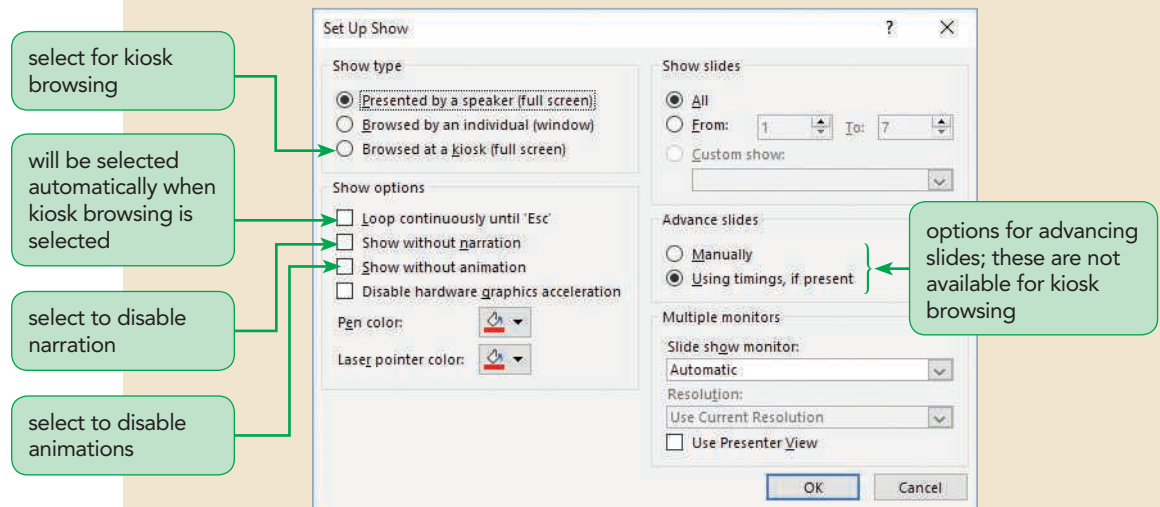 select for kiosk
browsing
will be selected
automatically when
kiosk browsing is
selected
select to disable
narration
select to disable
animations
Set Up Show
?
Show type
Presented by a speaker (full screen)
Browsed by an individual (window)
Browsed at a kiosk (full screen)
Show options
Loop continuously until 'Esc'
Show without narration
Show without animation
Disable hardware graphics acceleration
Pen color:
Laser pointer color:
Show slides
All
From: 1 To: 7
Custom show:
Advance slides
Manually
Using timings, if present
Multiple monitors
Slide show monitor:
Automatic
Resolution:
Use Current Resolution
Use Presenter View
OK Cancel
options for advancing
slides; these are not
available for kiosk
browsing